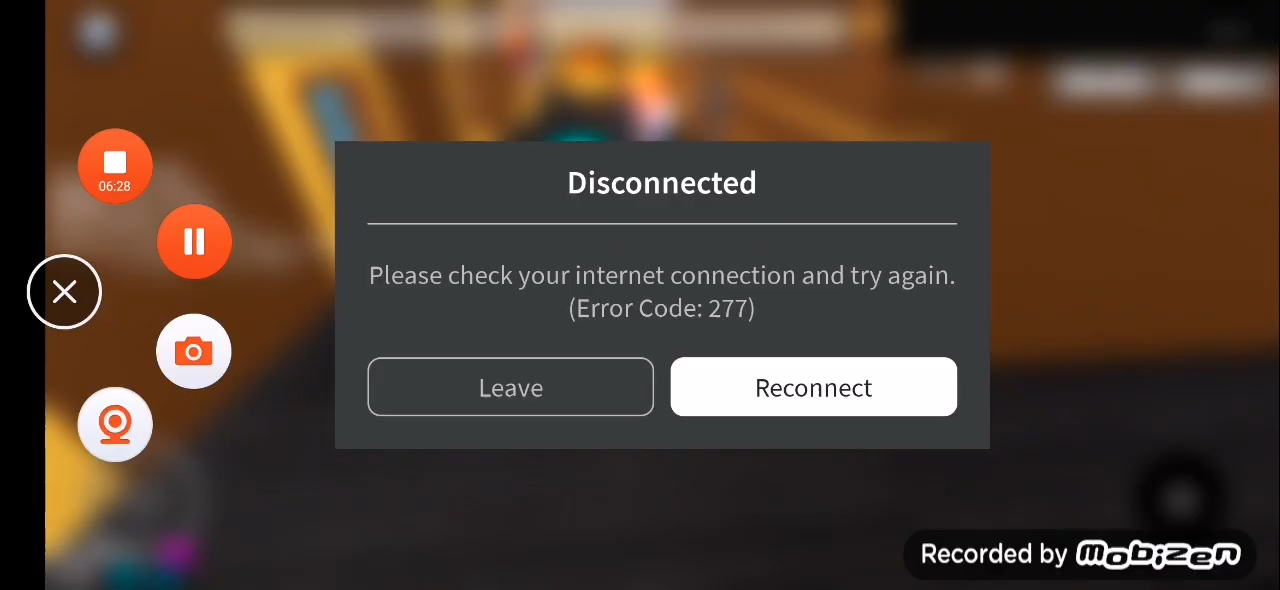 Disconnected
06:28
Please check your internet connection and try again.
(Error Code: 277)
Leave
Reconnect
Recorded by mobizen